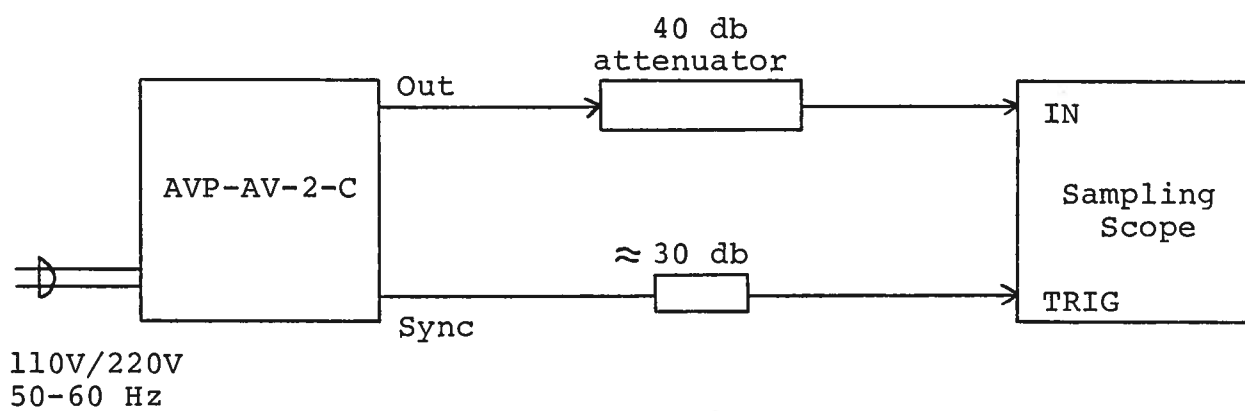 40 db
attenuator
Out
IN
AVP-AV-2-C
Sampling
Scope
≈ 30 db
TRIG
Sync
110V/220V
50-60 Hz